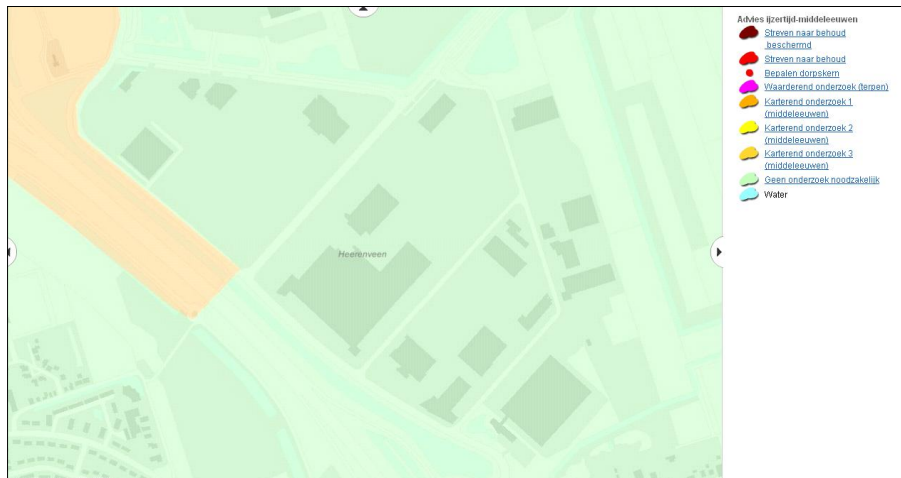 Advies ijzertijd-middeleeuwen
Streven naar behoud
beschermd
Streven naar behoud
Bepalen dorpskern
Waarderend onderzoek (terpen)
Karterend onderzoek 1
(middeleeuwen)
Karterend onderzoek 2
(middeleeuwen)
Karterend onderzoek 3
(middeleeuwen)
Geen onderzoek noodzakelijk
Water
Heerenveen